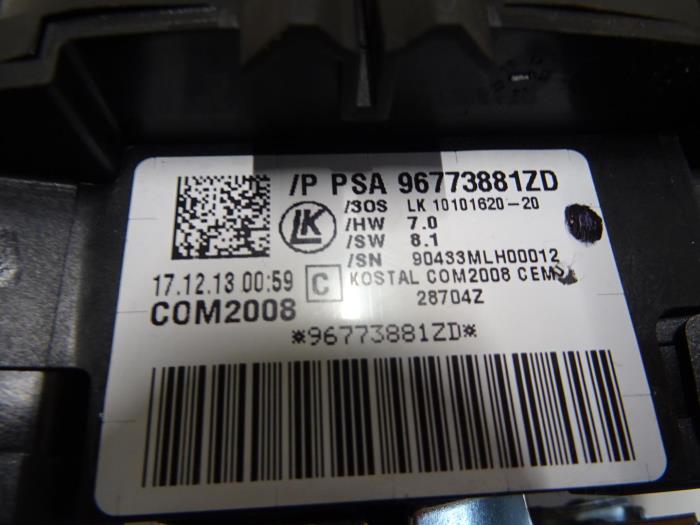 /P PSA 96773881ZD
/SOS LK 10101620-20
LK
/HW 7.0
/SW 8.1
/SN 90433MLH00012
17.12.13 00:59 C KOSTAL COM2008 CEM
COM2008 28704Z
*96773881ZD*